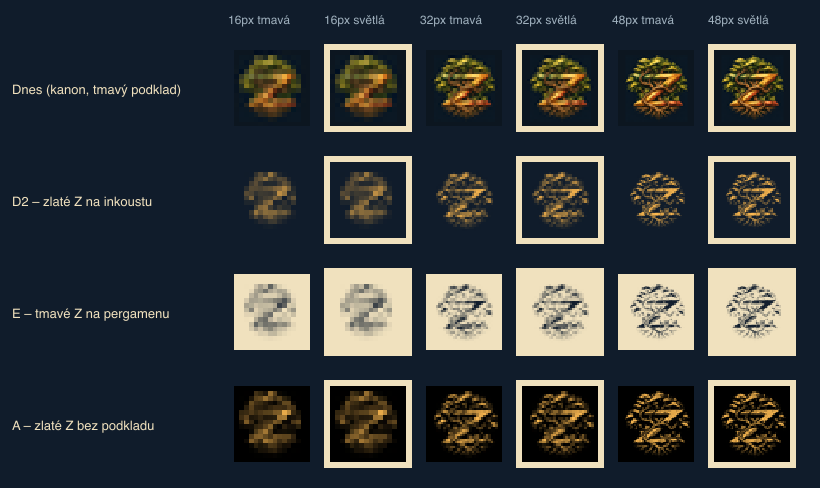 16px tmavá 16px světlá 32px tmavá 32px světlá 48px tmavá 48px světlá
Dnes (kanon, tmavý podklad)
D2 – zlaté Z na inkoustu
E – tmavé Z na pergamenu
A – zlaté Z bez podkladu